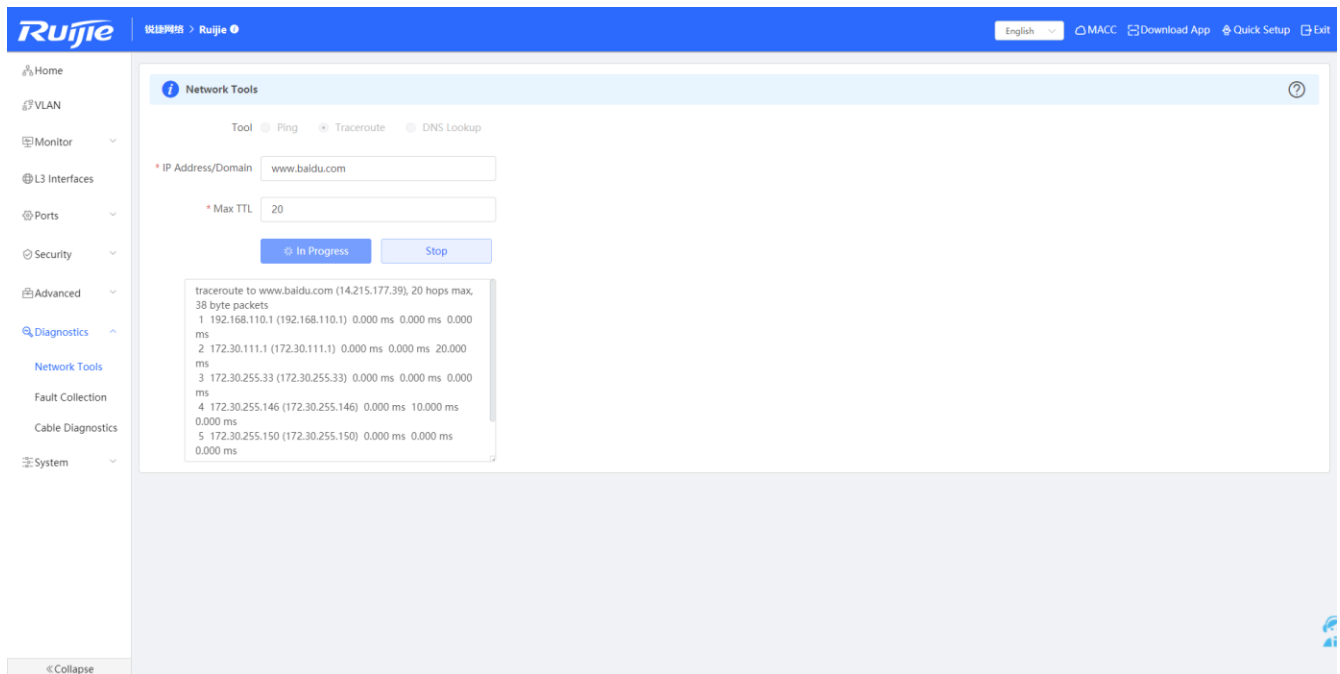 Ruijie
锐捷网络 > Ruijie
English
MACC
Download App
Quick Setup
Exit
Home
VLAN
Monitor
L3 Interfaces
Ports
Security
Advanced
Diagnostics
Network Tools
Fault Collection
Cable Diagnostics
System
«Collapse
i Network Tools ?
Tool Ping Traceroute DNS Lookup
* IP Address/Domain www.baidu.com
* Max TTL 20
In Progress Stop
traceroute to www.baidu.com (14.215.177.39), 20 hops max,
38 byte packets
1 192.168.110.1 (192.168.110.1) 0.000 ms 0.000 ms 0.000
ms
2 172.30.111.1 (172.30.111.1) 0.000 ms 0.000 ms 20.000
ms
3 172.30.255.33 (172.30.255.33) 0.000 ms 0.000 ms 0.000
ms
4 172.30.255.146 (172.30.255.146) 0.000 ms 10.000 ms
0.000 ms
5 172.30.255.150 (172.30.255.150) 0.000 ms 0.000 ms
0.000 ms